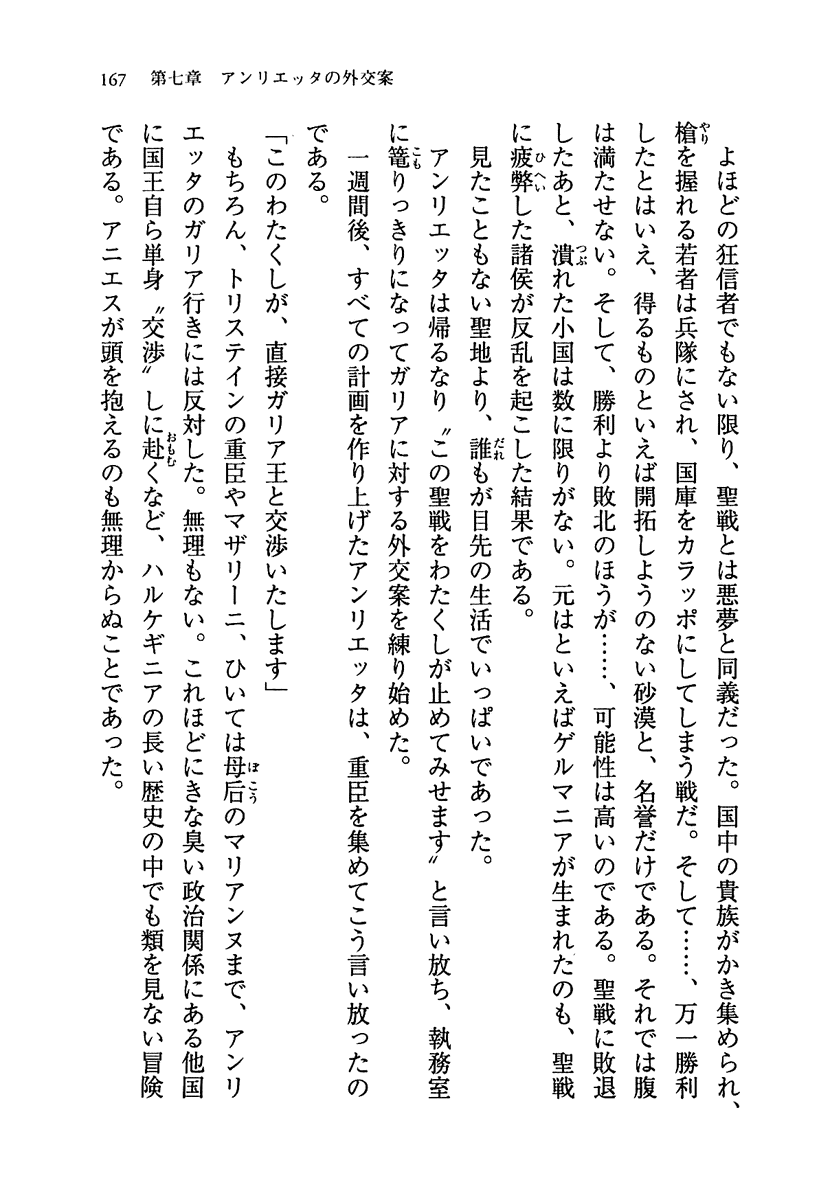 167　第七章　アンリエッタの外交案
　よほどの狂信者でもない限り、聖戦とは悪夢と同義だった。国中の貴族がかき集められ、
槍を握れる若者は兵隊にされ、国庫をカラッポにしてしまう戦だ。そして……、万一勝利
したとはいえ、得るものといえば開拓しようのない砂漠と、名誉だけである。それでは腹
は満たせない。そして、勝利より敗北のほうが……、可能性は高いのである。聖戦に敗退
したあと、潰れた小国は数に限りがない。元はといえばゲルマニアが生まれたのも、聖戦
に疲弊した諸侯が反乱を起こした結果である。
　見たこともない聖地より、誰もが目先の生活でいっぱいであった。
　アンリエッタは帰るなり〝この聖戦をわたくしが止めてみせます〟と言い放ち、執務室
に篭りっきりになってガリアに対する外交案を練り始めた。
　一週間後、すべての計画を作り上げたアンリエッタは、重臣を集めてこう言い放ったの
である。
「このわたくしが、直接ガリア王と交渉いたします」
　もちろん、トリステインの重臣やマザリーニ、ひいては母后のマリアンヌまで、アンリ
エッタのガリア行きには反対した。無理もない。これほどにきな臭い政治関係にある他国
に国王自ら単身〝交渉〟しに赴くなど、ハルケギニアの長い歴史の中でも類を見ない冒険
である。アニエスが頭を抱えるのも無理からぬことであった。